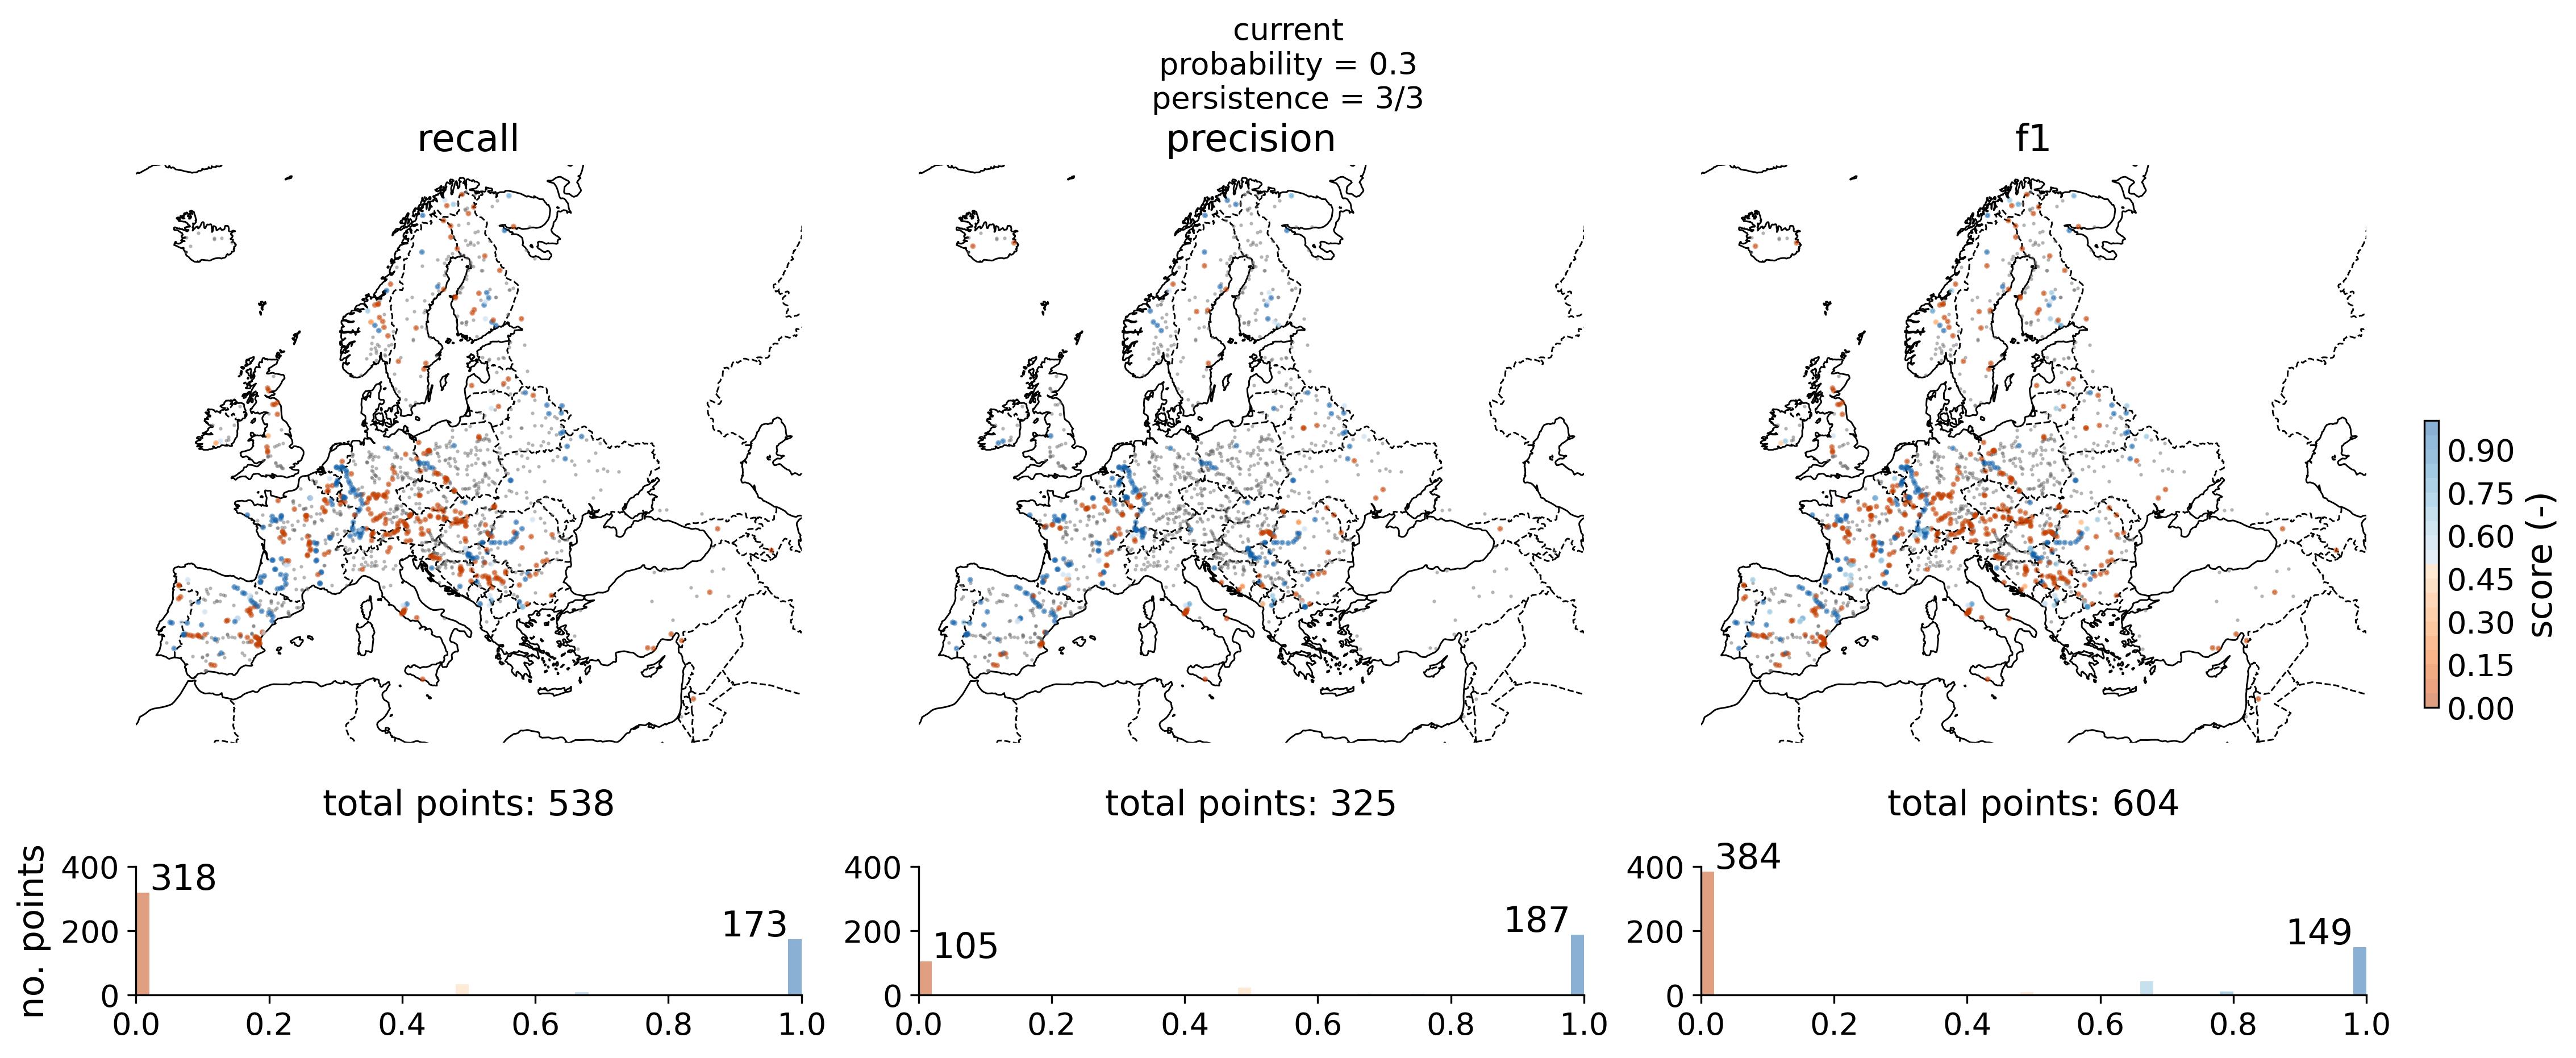 current
probability = 0.3
persistence = 3/3
recall
precision
f1
0.90
0.75
0.60
0.45
0.30
0.15
0.00
score (-)
total points: 538
total points: 325
total points: 604
no. points
400
200
0
318
173
0.0 0.2 0.4 0.6 0.8 1.0
400
200
0
105
187
0.0 0.2 0.4 0.6 0.8 1.0
400
200
0
384
149
0.0 0.2 0.4 0.6 0.8 1.0